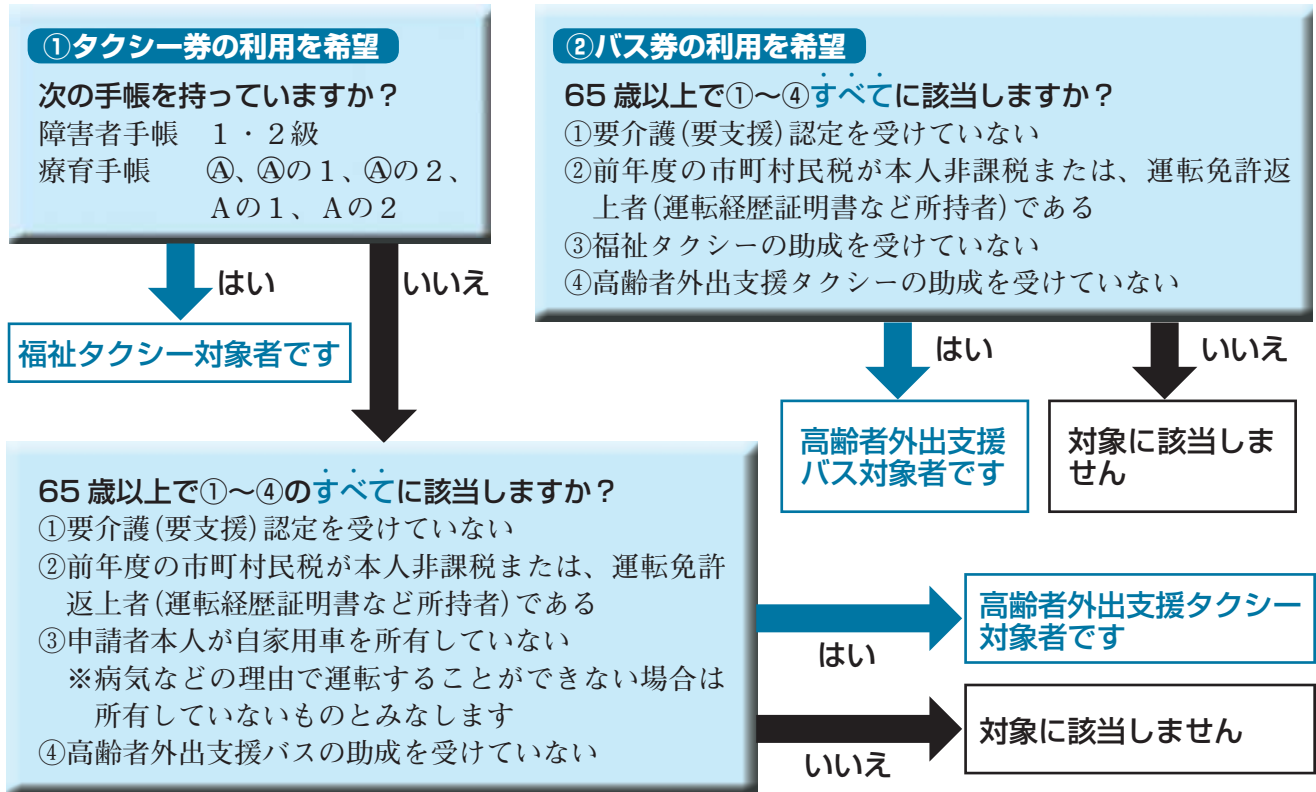 ①タクシー券の利用を希望
次の手帳を持っていますか？
障害者手帳　１・２級
療育手帳　Ⓐ、Ⓐの１、Ⓐの２、
Ａの１、Ａの２
はい
いいえ
福祉タクシー対象者です
②バス券の利用を希望
65 歳以上で①～④すべてに該当しますか？
①要介護（要支援）認定を受けていない
②前年度の市町村民税が本人非課税または、運転免許返
上者（運転経歴証明書など所持者）である
③福祉タクシーの助成を受けていない
④高齢者外出支援タクシーの助成を受けていない
はい
いいえ
高齢者外出支援
バス対象者です
対象に該当しま
せん
65 歳以上で①～④のすべてに該当しますか？
①要介護（要支援）認定を受けていない
②前年度の市町村民税が本人非課税または、運転免許
返上者（運転経歴証明書など所持者）である
③申請者本人が自家用車を所有していない
※病気などの理由で運転することができない場合は
所有していないものとみなします
④高齢者外出支援バスの助成を受けていない
はい
いいえ
高齢者外出支援タクシー
対象者です
対象に該当しません